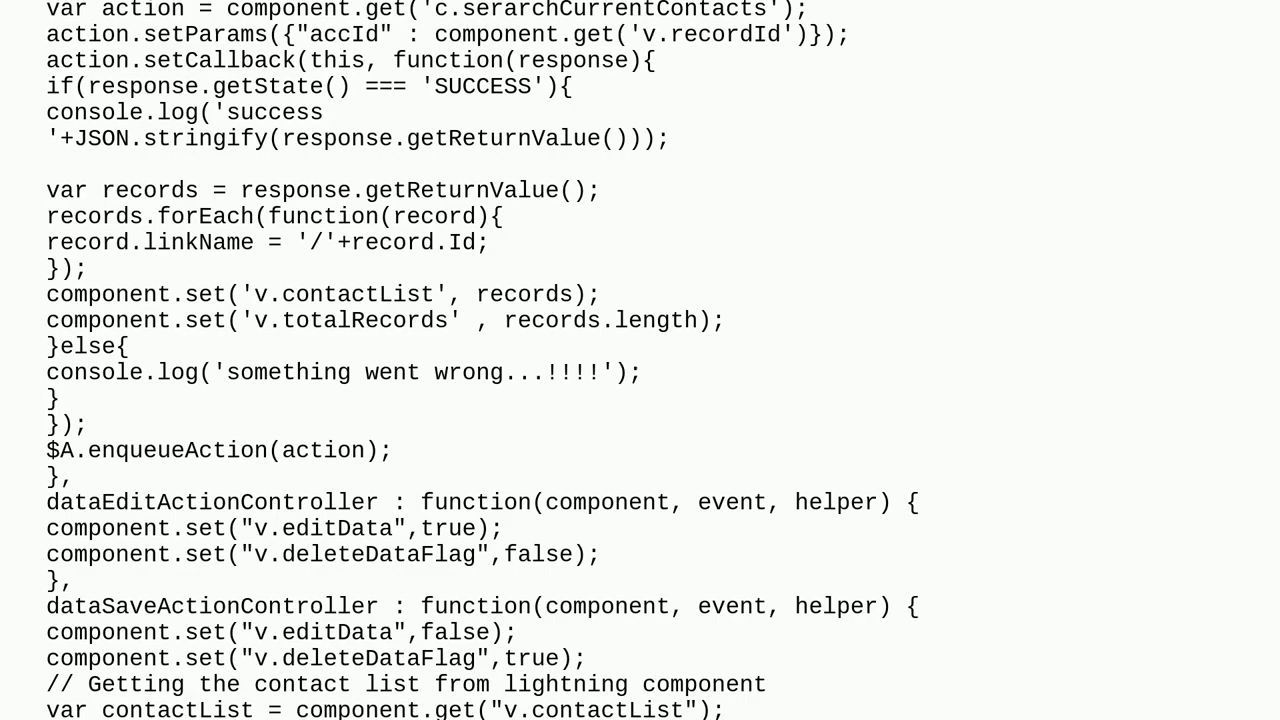 var action = component.get('c.serarchCurrentContacts');
action.setParams({"accId" : component.get('v.recordId')});
action.setCallback(this, function(response){
if(response.getState() === 'SUCCESS'){
console.log('success
'+JSON.stringify(response.getReturnValue()));

var records = response.getReturnValue();
records.forEach(function(record){
record.linkName = '/'+record.Id;
});
component.set('v.contactList', records);
component.set('v.totalRecords' , records.length);
}else{
console.log('something went wrong...!!!!');
}
});
$A.enqueueAction(action);
},
dataEditActionController : function(component, event, helper) {
component.set("v.editData",true);
component.set("v.deleteDataFlag",false);
},
dataSaveActionController : function(component, event, helper) {
component.set("v.editData",false);
component.set("v.deleteDataFlag",true);
// Getting the contact list from lightning component
var contactList = component.get("v.contactList");